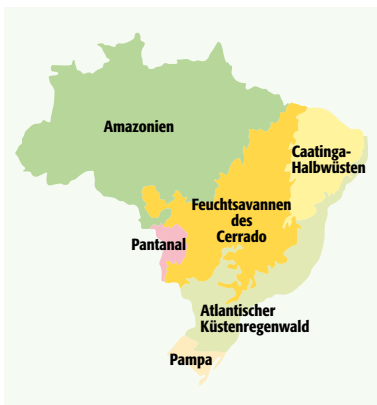 Amazonien
Caatinga-
Halbwüsten
Feuchtsavannen
des
Cerrado
Pantanal
Atlantischer
Küstenregenwald
Pampa